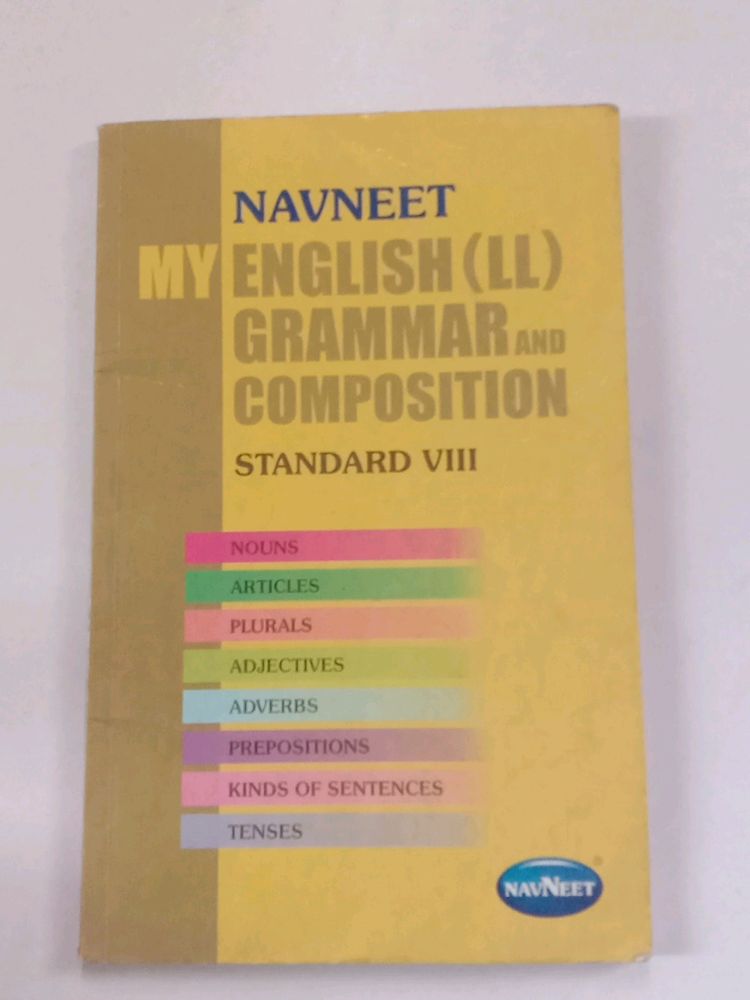 NAVNEET
MY ENGLISH (LL)
GRAMMAR AND
COMPOSITION
STANDARD VIII
NOUNS
ARTICLES
PLURALS
ADJECTIVES
ADVERBS
PREPOSITIONS
KINDS OF SENTENCES
TENSES
NAVNEET